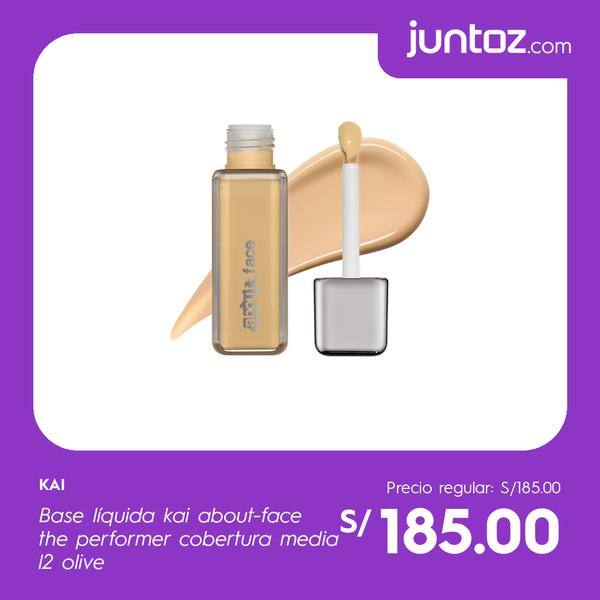 juntoz.com
about-face
KAI
Base líquida kai about-face
the performer cobertura media
l2 olive
Precio regular: S/185.00
S/ 185.00